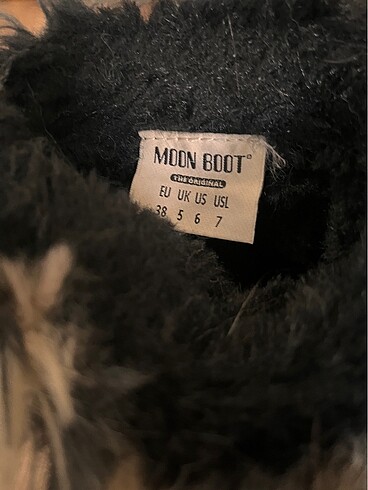 MOON BOOT®
THE ORIGINAL
EU UK US USL
38 5 6 7